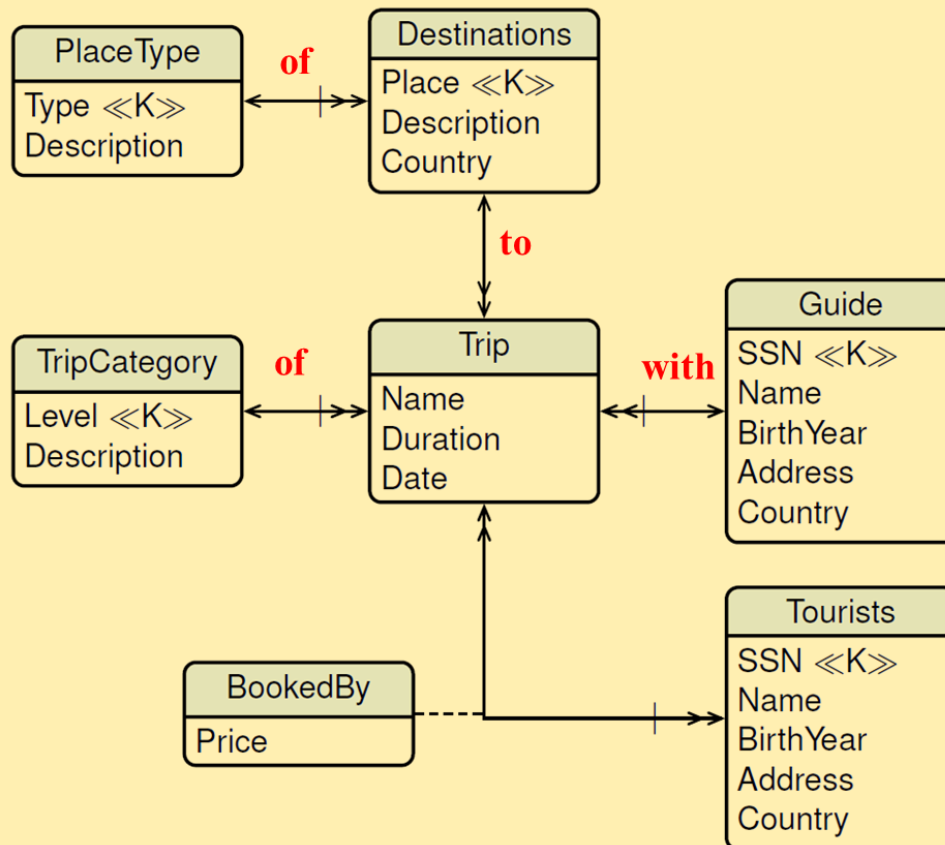 PlaceType
Type ≪K≫
Description
of
Destinations
Place ≪K≫
Description
Country
to
TripCategory
Level ≪K≫
Description
of
Trip
Name
Duration
Date
with
Guide
SSN ≪K≫
Name
BirthYear
Address
Country
BookedBy
Price
Tourists
SSN ≪K≫
Name
BirthYear
Address
Country